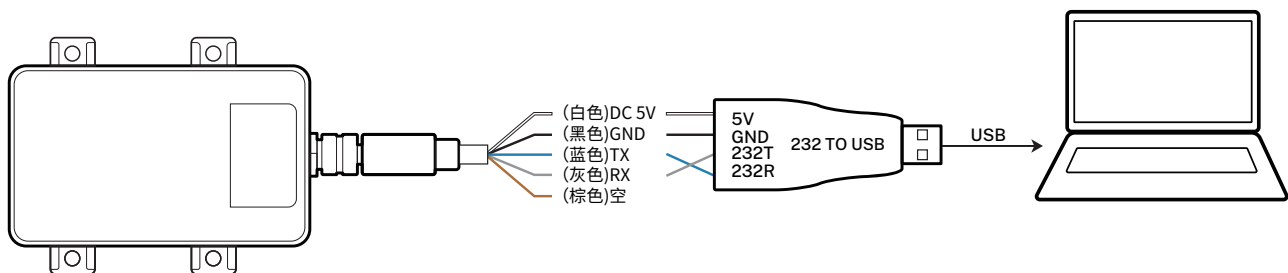 (白色)DC 5V
(黑色)GND
(蓝色)TX
(灰色)RX
(棕色)空
5V
GND
232T
232R
232 TO USB
USB